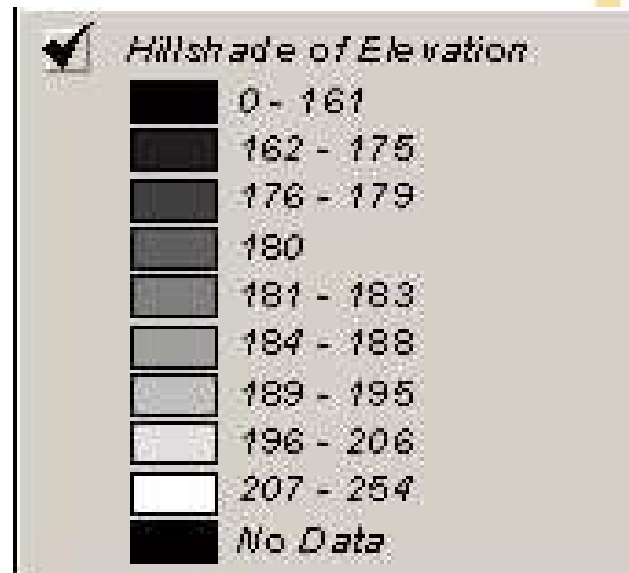 Hillshade of Elevation
0 - 161
162 - 175
176 - 179
180
181 - 183
184 - 188
189 - 195
196 - 206
207 - 254
No Data